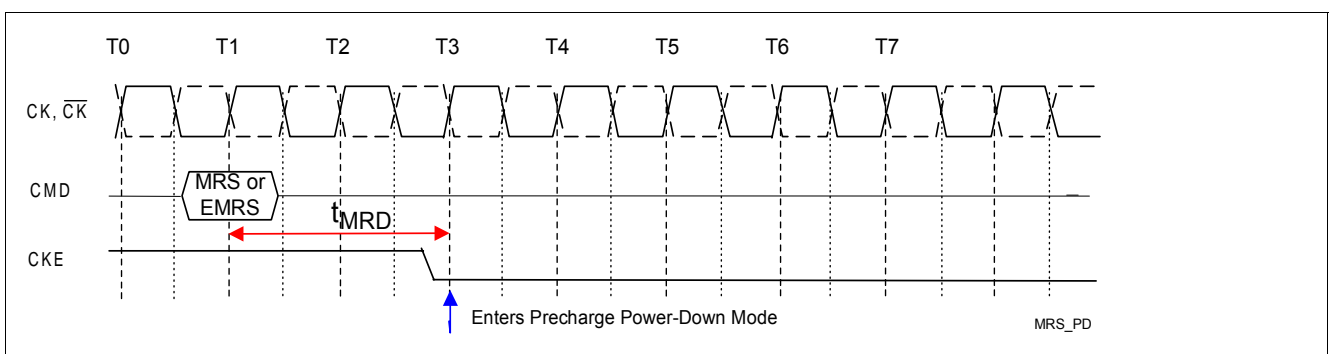 T0 T1 T2 T3 T4 T5 T6 T7
CK, C̅K̅
CMD
MRS or
EMRS
tMRD
CKE
Enters Precharge Power-Down Mode
MRS_PD